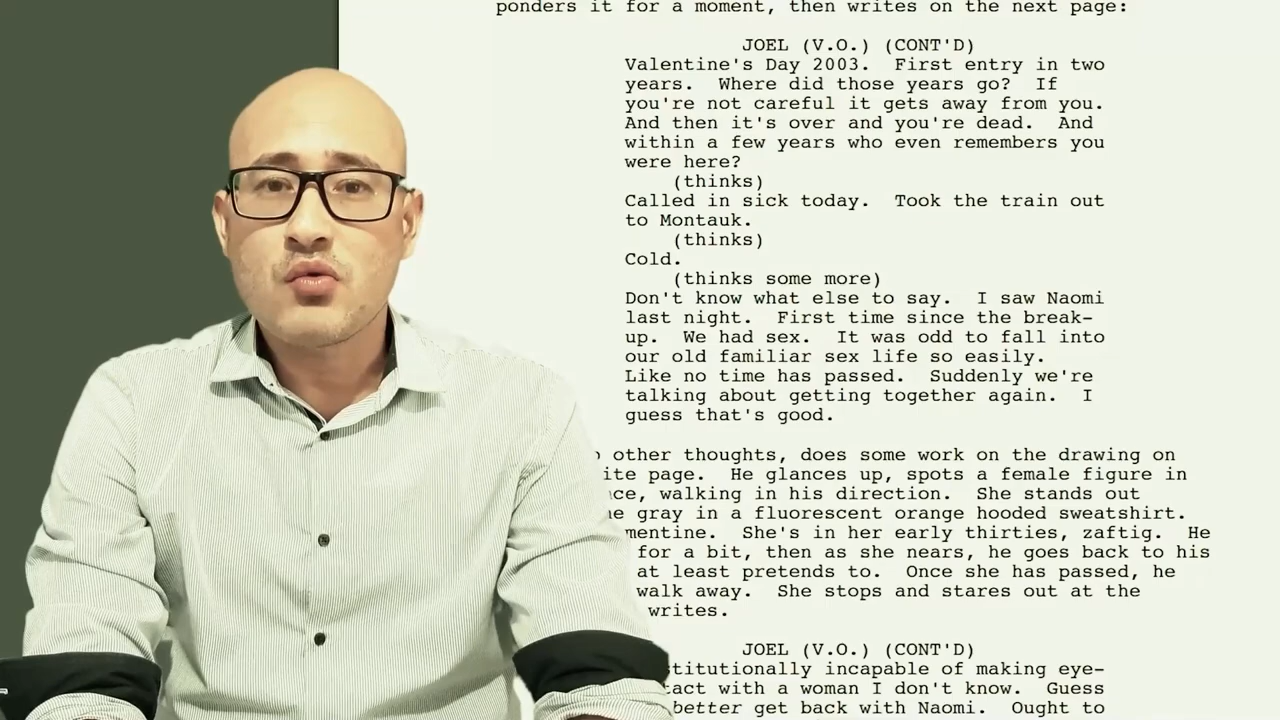 ponders it for a moment, then writes on the next page:
JOEL (V.O.) (CONT'D)
Valentine's Day 2003. First entry in two
years. Where did those years go? If
you're not careful it gets away from you.
And then it's over and you're dead. And
within a few years who even remembers you
were here?
(thinks)
Called in sick today. Took the train out
to Montauk.
(thinks)
Cold.
(thinks some more)
Don't know what else to say. I saw Naomi
last night. First time since the break-
up. We had sex. It was odd to fall into
our old familiar sex life so easily.
Like no time has passed. Suddenly we're
talking about getting together again. I
guess that's good.
other thoughts, does some work on the drawing on
page. He glances up, spots a female figure in
walking in his direction. She stands out
gray in a fluorescent orange hooded sweatshirt.
She's in her early thirties, zaftig. He
for a bit, then as she nears, he goes back to his
at least pretends to. Once she has passed, he
walk away. She stops and stares out at the
writes.
JOEL (V.O.) (CONT'D)
incapable of making eye-
with a woman I don't know. Guess
better get back with Naomi. Ought to